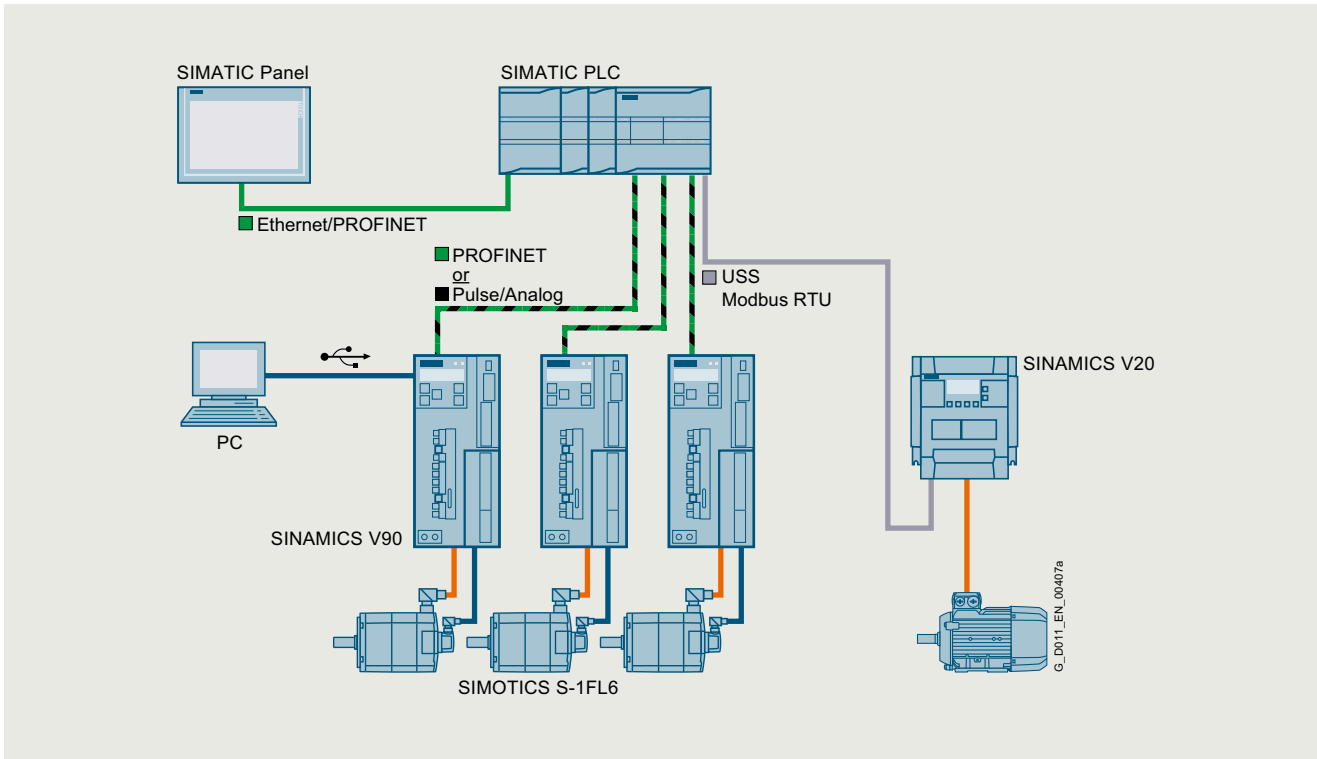 SIMATIC Panel
SIMATIC PLC
Ethernet/PROFINET
PROFINET
or
Pulse/Analog
USS
Modbus RTU
SINAMICS V20
PC
SINAMICS V90
SIMOTICS S-1FL6
G_D011_EN_00407a